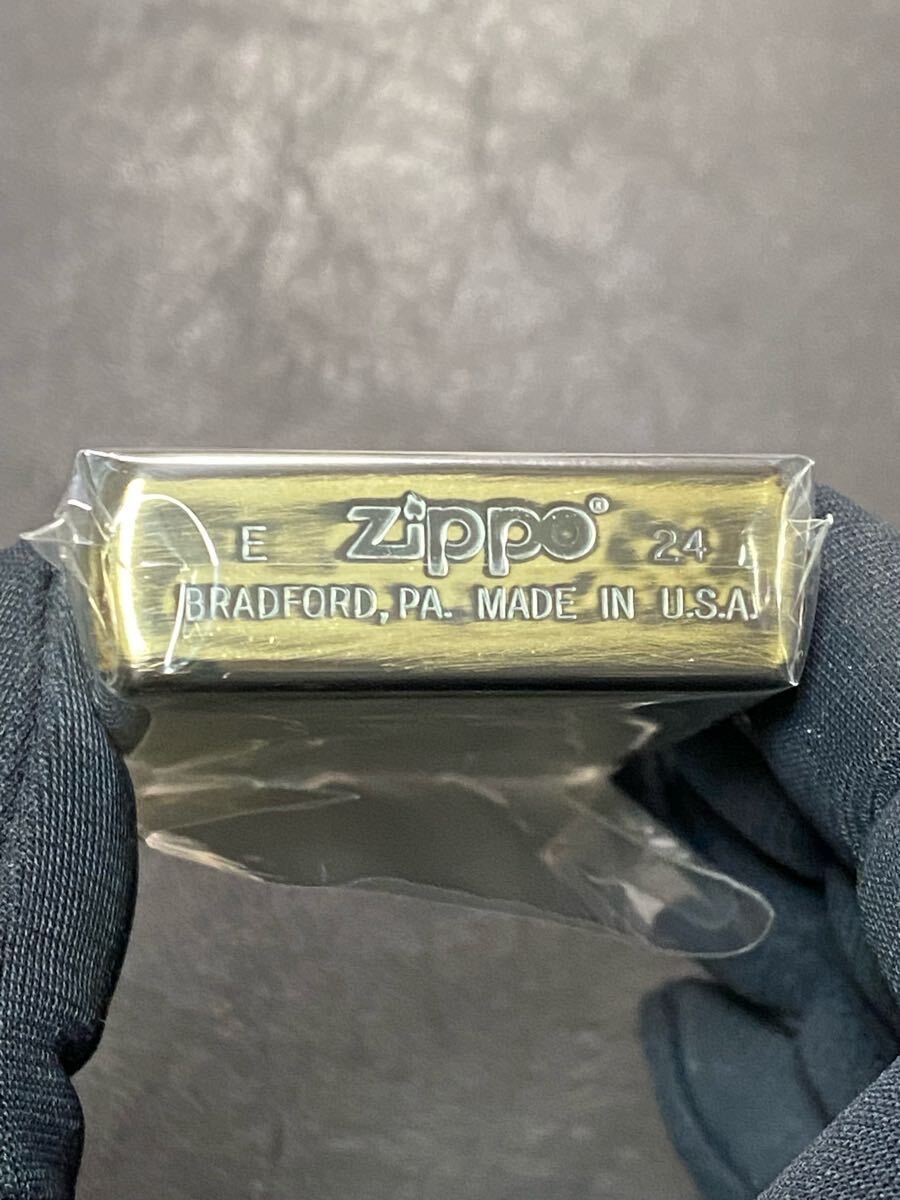 E Zippo® 24
BRADFORD, PA. MADE IN U.S.A.